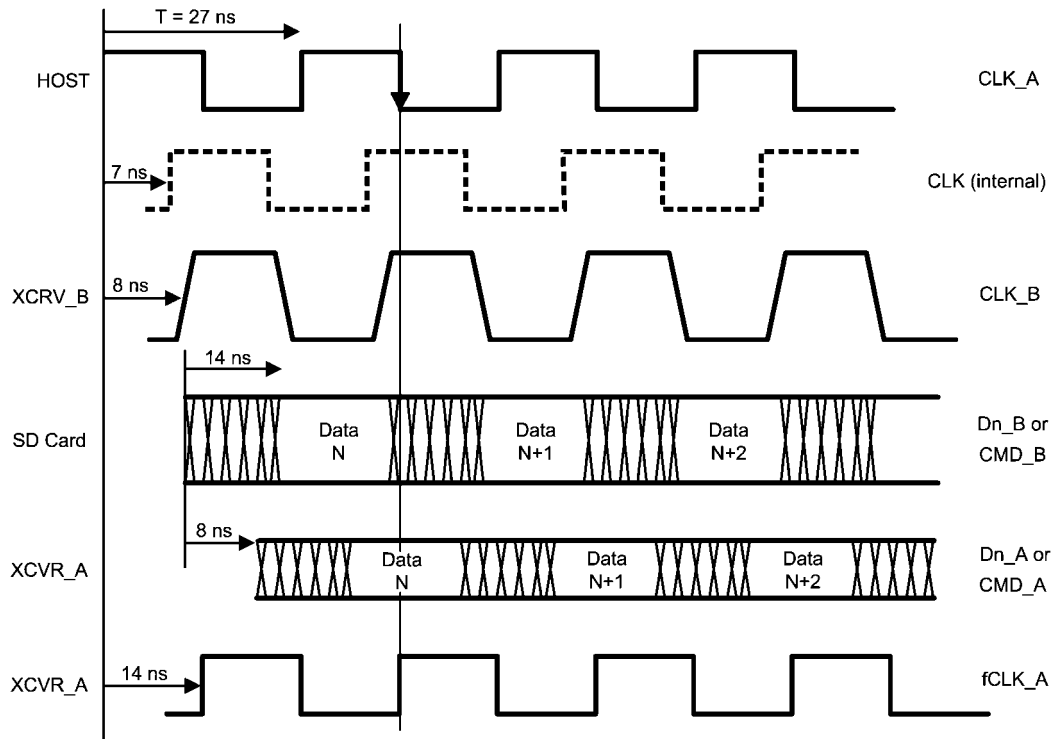 T = 27 ns
HOST
CLK_A
7 ns
CLK (internal)
8 ns
XCRV_B
CLK_B
14 ns
SD Card
Data
N
Data
N+1
Data
N+2
Dn_B or
CMD_B
8 ns
XCVR_A
Data
N
Data
N+1
Data
N+2
Dn_A or
CMD_A
14 ns
XCVR_A
fCLK_A